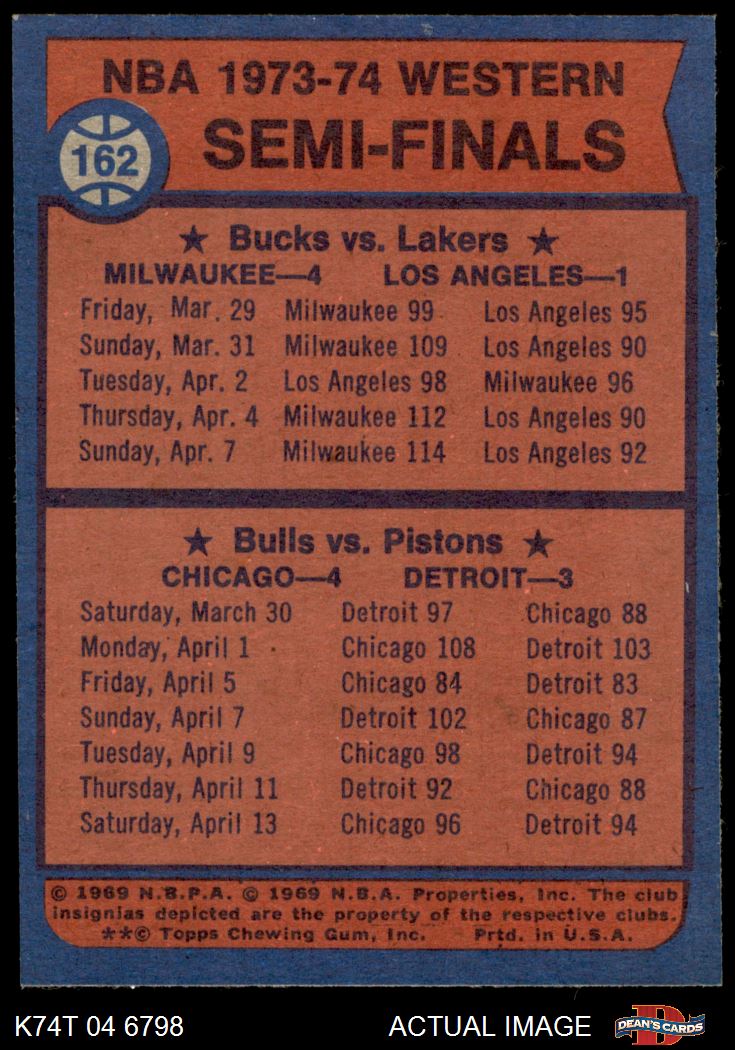 NBA 1973-74 WESTERN
SEMI-FINALS
162
★ Bucks vs. Lakers ★
MILWAUKEE—4 LOS ANGELES—1
Friday, Mar. 29 Milwaukee 99 Los Angeles 95
Sunday, Mar. 31 Milwaukee 109 Los Angeles 90
Tuesday, Apr. 2 Los Angeles 98 Milwaukee 96
Thursday, Apr. 4 Milwaukee 112 Los Angeles 90
Sunday, Apr. 7 Milwaukee 114 Los Angeles 92
★ Bulls vs. Pistons ★
CHICAGO—4 DETROIT—3
Saturday, March 30 Detroit 97 Chicago 88
Monday, April 1 Chicago 108 Detroit 103
Friday, April 5 Chicago 84 Detroit 83
Sunday, April 7 Detroit 102 Chicago 87
Tuesday, April 9 Chicago 98 Detroit 94
Thursday, April 11 Detroit 92 Chicago 88
Saturday, April 13 Chicago 96 Detroit 94
© 1969 N.B.P.A. © 1969 N.B.A. Properties, Inc. The club
insignias depicted are the property of the respective clubs.
**© Topps Chewing Gum, Inc. Prtd. in U.S.A.
K74T 04 6798 ACTUAL IMAGE DEAN'S CARDS